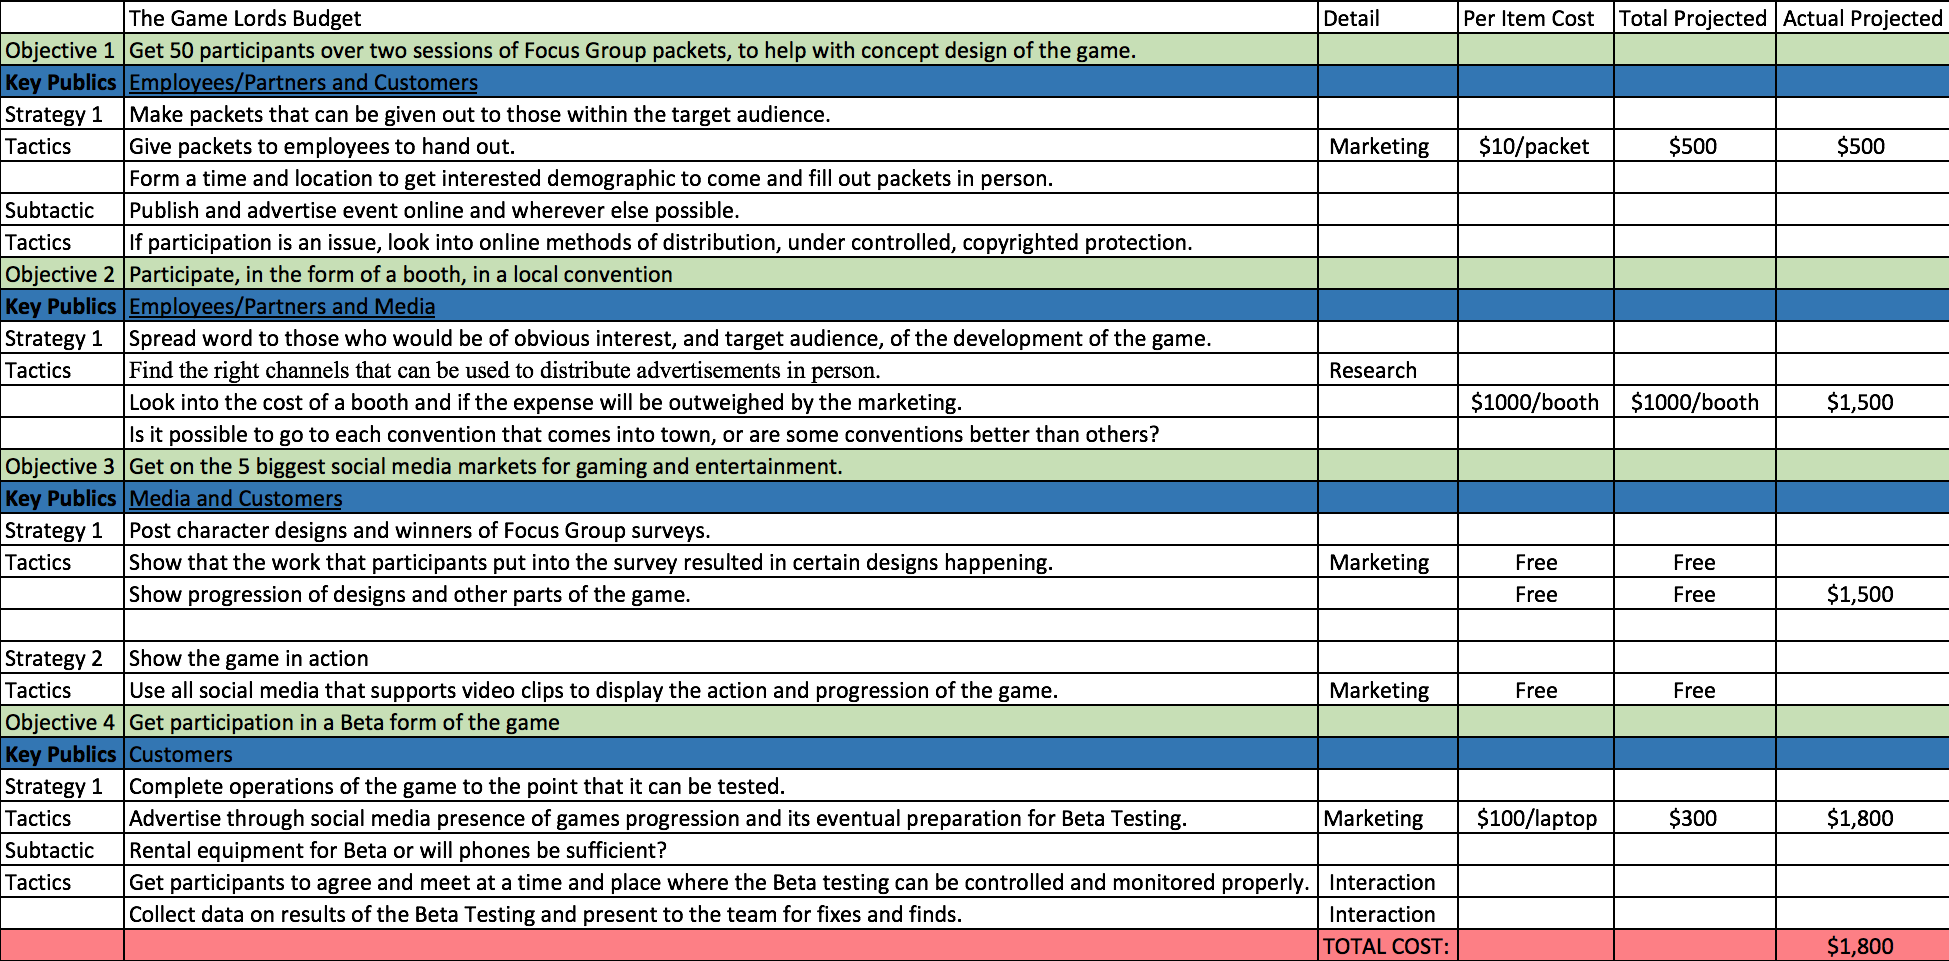 The Game Lords Budget Detail Per Item Cost Total Projected Actual Projected
Objective 1 Get 50 participants over two sessions of Focus Group packets, to help with concept design of the game.
Key Publics Employees/Partners and Customers
Strategy 1 Make packets that can be given out to those within the target audience.
Tactics Give packets to employees to hand out. Marketing $10/packet $500 $500
Form a time and location to get interested demographic to come and fill out packets in person.
Subtactic Publish and advertise event online and wherever else possible.
Tactics If participation is an issue, look into online methods of distribution, under controlled, copyrighted protection.
Objective 2 Participate, in the form of a booth, in a local convention
Key Publics Employees/Partners and Media
Strategy 1 Spread word to those who would be of obvious interest, and target audience, of the development of the game.
Tactics Find the right channels that can be used to distribute advertisements in person. Research
Look into the cost of a booth and if the expense will be outweighed by the marketing. $1000/booth $1000/booth $1,500
Is it possible to go to each convention that comes into town, or are some conventions better than others?
Objective 3 Get on the 5 biggest social media markets for gaming and entertainment.
Key Publics Media and Customers
Strategy 1 Post character designs and winners of Focus Group surveys.
Tactics Show that the work that participants put into the survey resulted in certain designs happening. Marketing Free Free
Show progression of designs and other parts of the game. Free Free $1,500
Strategy 2 Show the game in action
Tactics Use all social media that supports video clips to display the action and progression of the game. Marketing Free Free
Objective 4 Get participation in a Beta form of the game
Key Publics Customers
Strategy 1 Complete operations of the game to the point that it can be tested.
Tactics Advertise through social media presence of games progression and its eventual preparation for Beta Testing. Marketing $100/laptop $300 $1,800
Subtactic Rental equipment for Beta or will phones be sufficient?
Tactics Get participants to agree and meet at a time and place where the Beta testing can be controlled and monitored properly. Interaction
Collect data on results of the Beta Testing and present to the team for fixes and finds. Interaction
TOTAL COST: $1,800